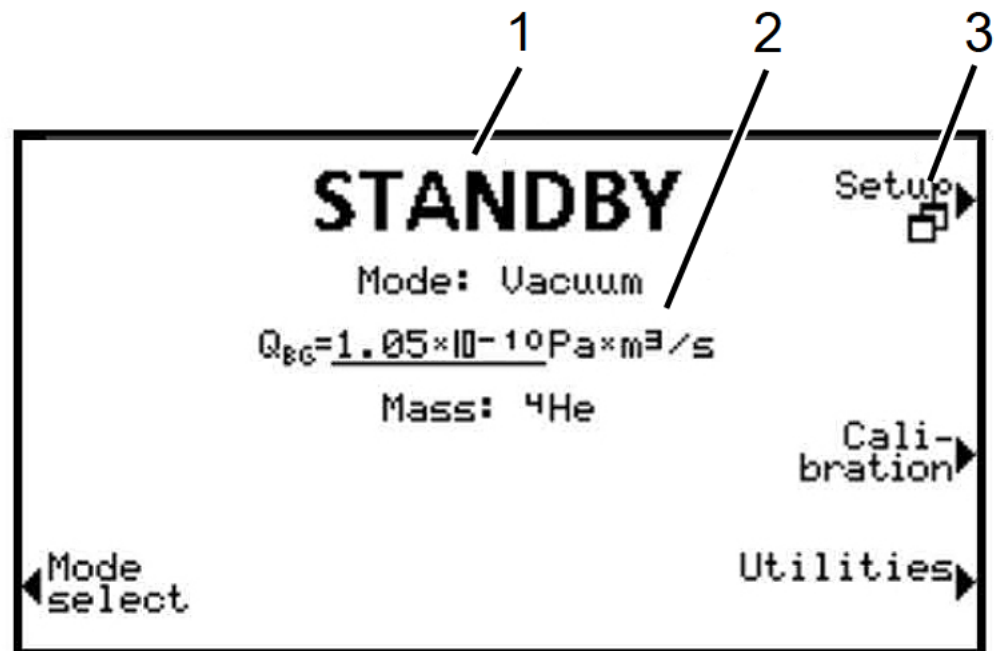 1 2 3
STANDBY
Setup
Mode: Vacuum
Q_BG=1.05×10⁻¹⁰Pa×m³/s
Mass: ⁴He
Cali-
bration
Mode
select
Utilities